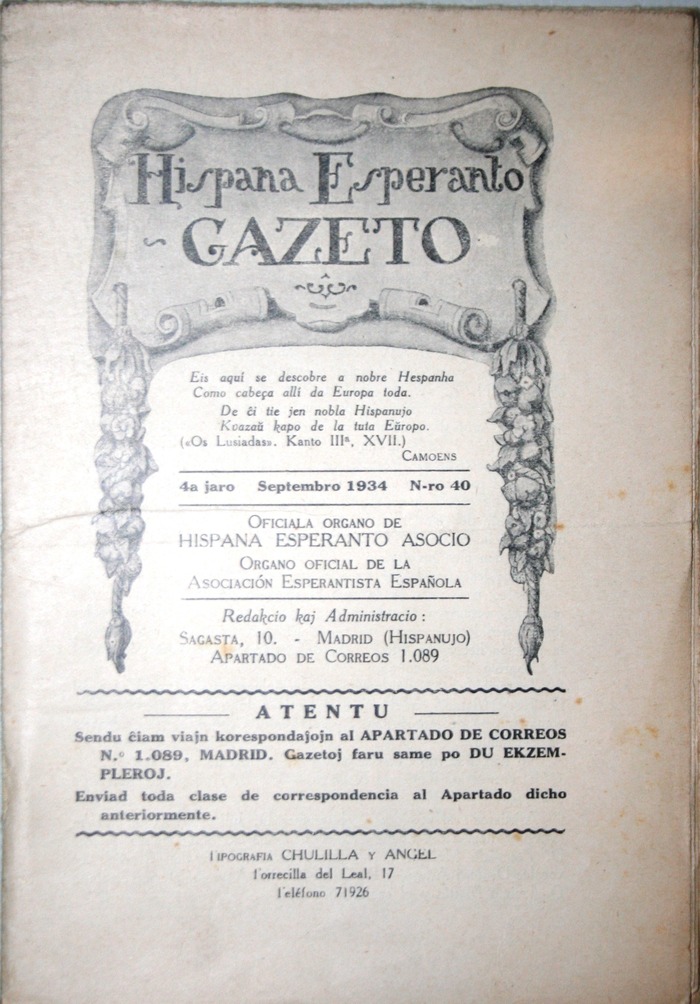 Hispana Esperanto
GAZETO
Eis aquí se descobre a nobre Hespanha
Como cabeça allí da Europa toda.
De ĉi tie jen nobla Hispanujo
Kvazaŭ kapo de la tuta Eŭropo.
(«Os Lusiadas». Kanto IIIª, XVII.)
CAMOENS
4a jaro Septembro 1934 N-ro 40
OFICIALA ORGANO DE
HISPANA ESPERANTO ASOCIO
ORGANO OFICIAL DE LA
ASOCIACIÓN ESPERANTISTA ESPAÑOLA
Redakcio kaj Administracio :
SAGASTA, 10. - MADRID (HISPANUJO)
APARTADO DE CORREOS 1.089
ATENTU
Sendu ĉiam viajn korespondajojn al APARTADO DE CORREOS
N.º 1.089, MADRID. Gazetoj faru same po DU EKZEM-
PLEROJ.
Enviad toda clase de correspondencia al Apartado dicho
anteriormente.
TIPOGRAFIA CHULILLA Y ANGEL
Torrecilla del Leal, 17
Teléfono 71926